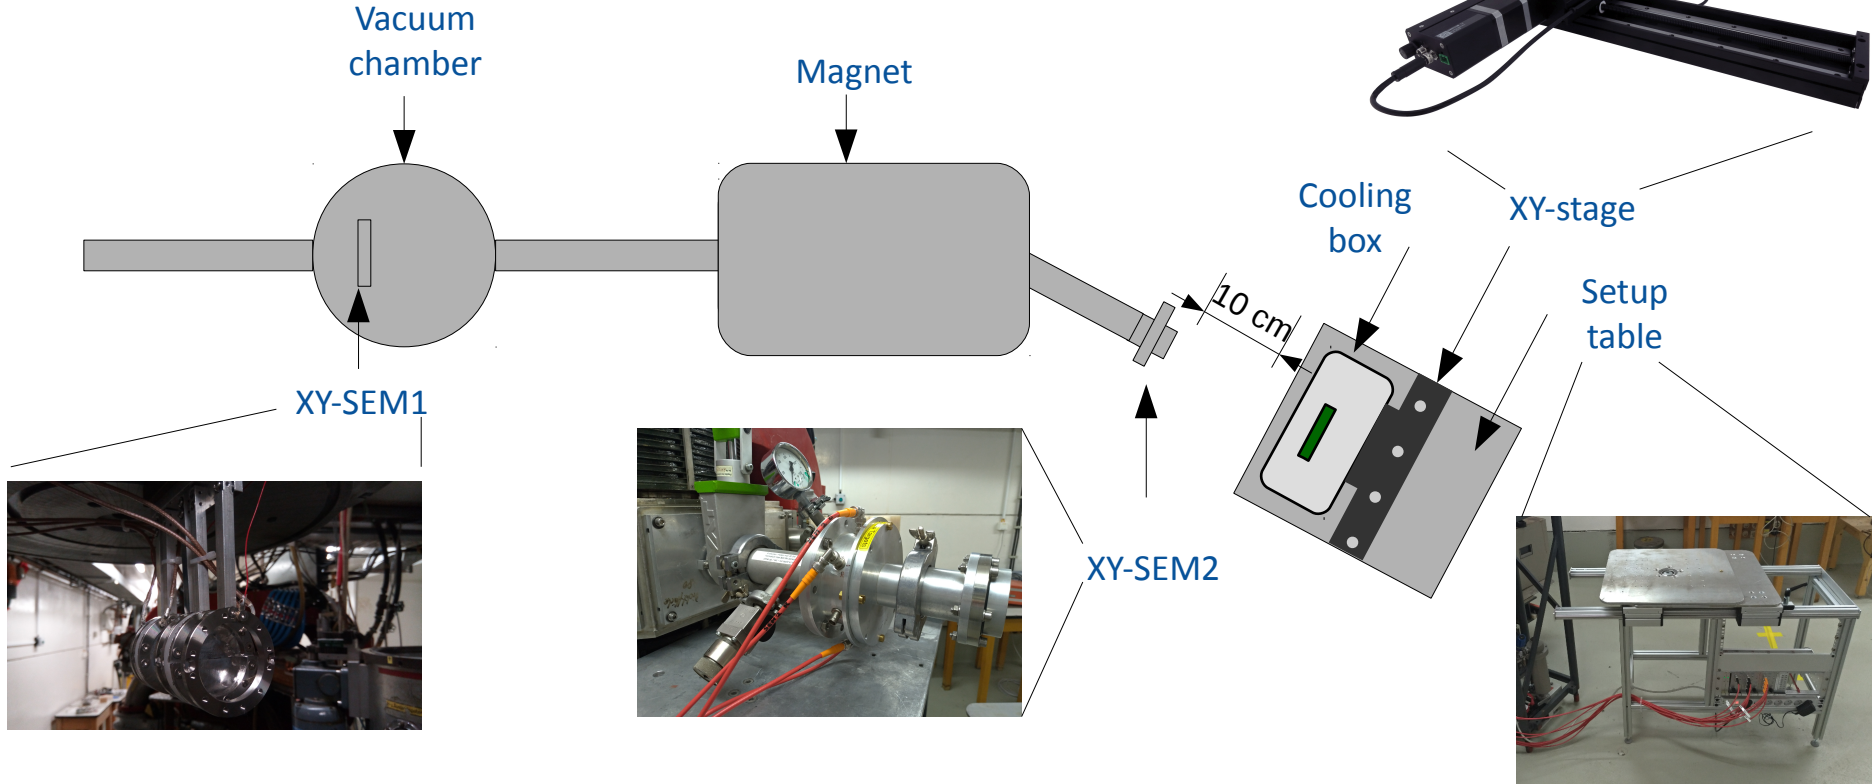 Vacuum
chamber
Magnet
Cooling
box
XY-stage
Setup
table
10 cm
XY-SEM1
XY-SEM2